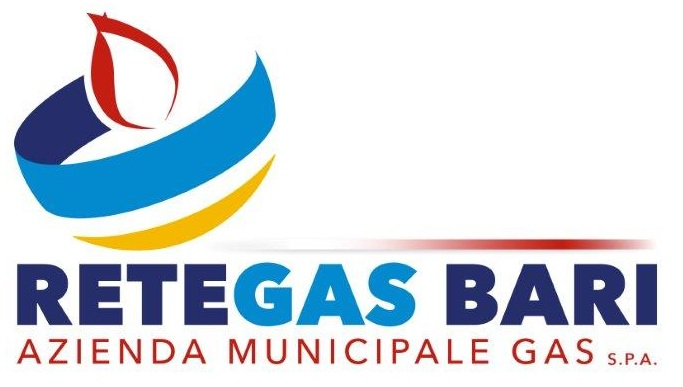 RETEGAS BARI
AZIENDA MUNICIPALE GAS S.P.A.